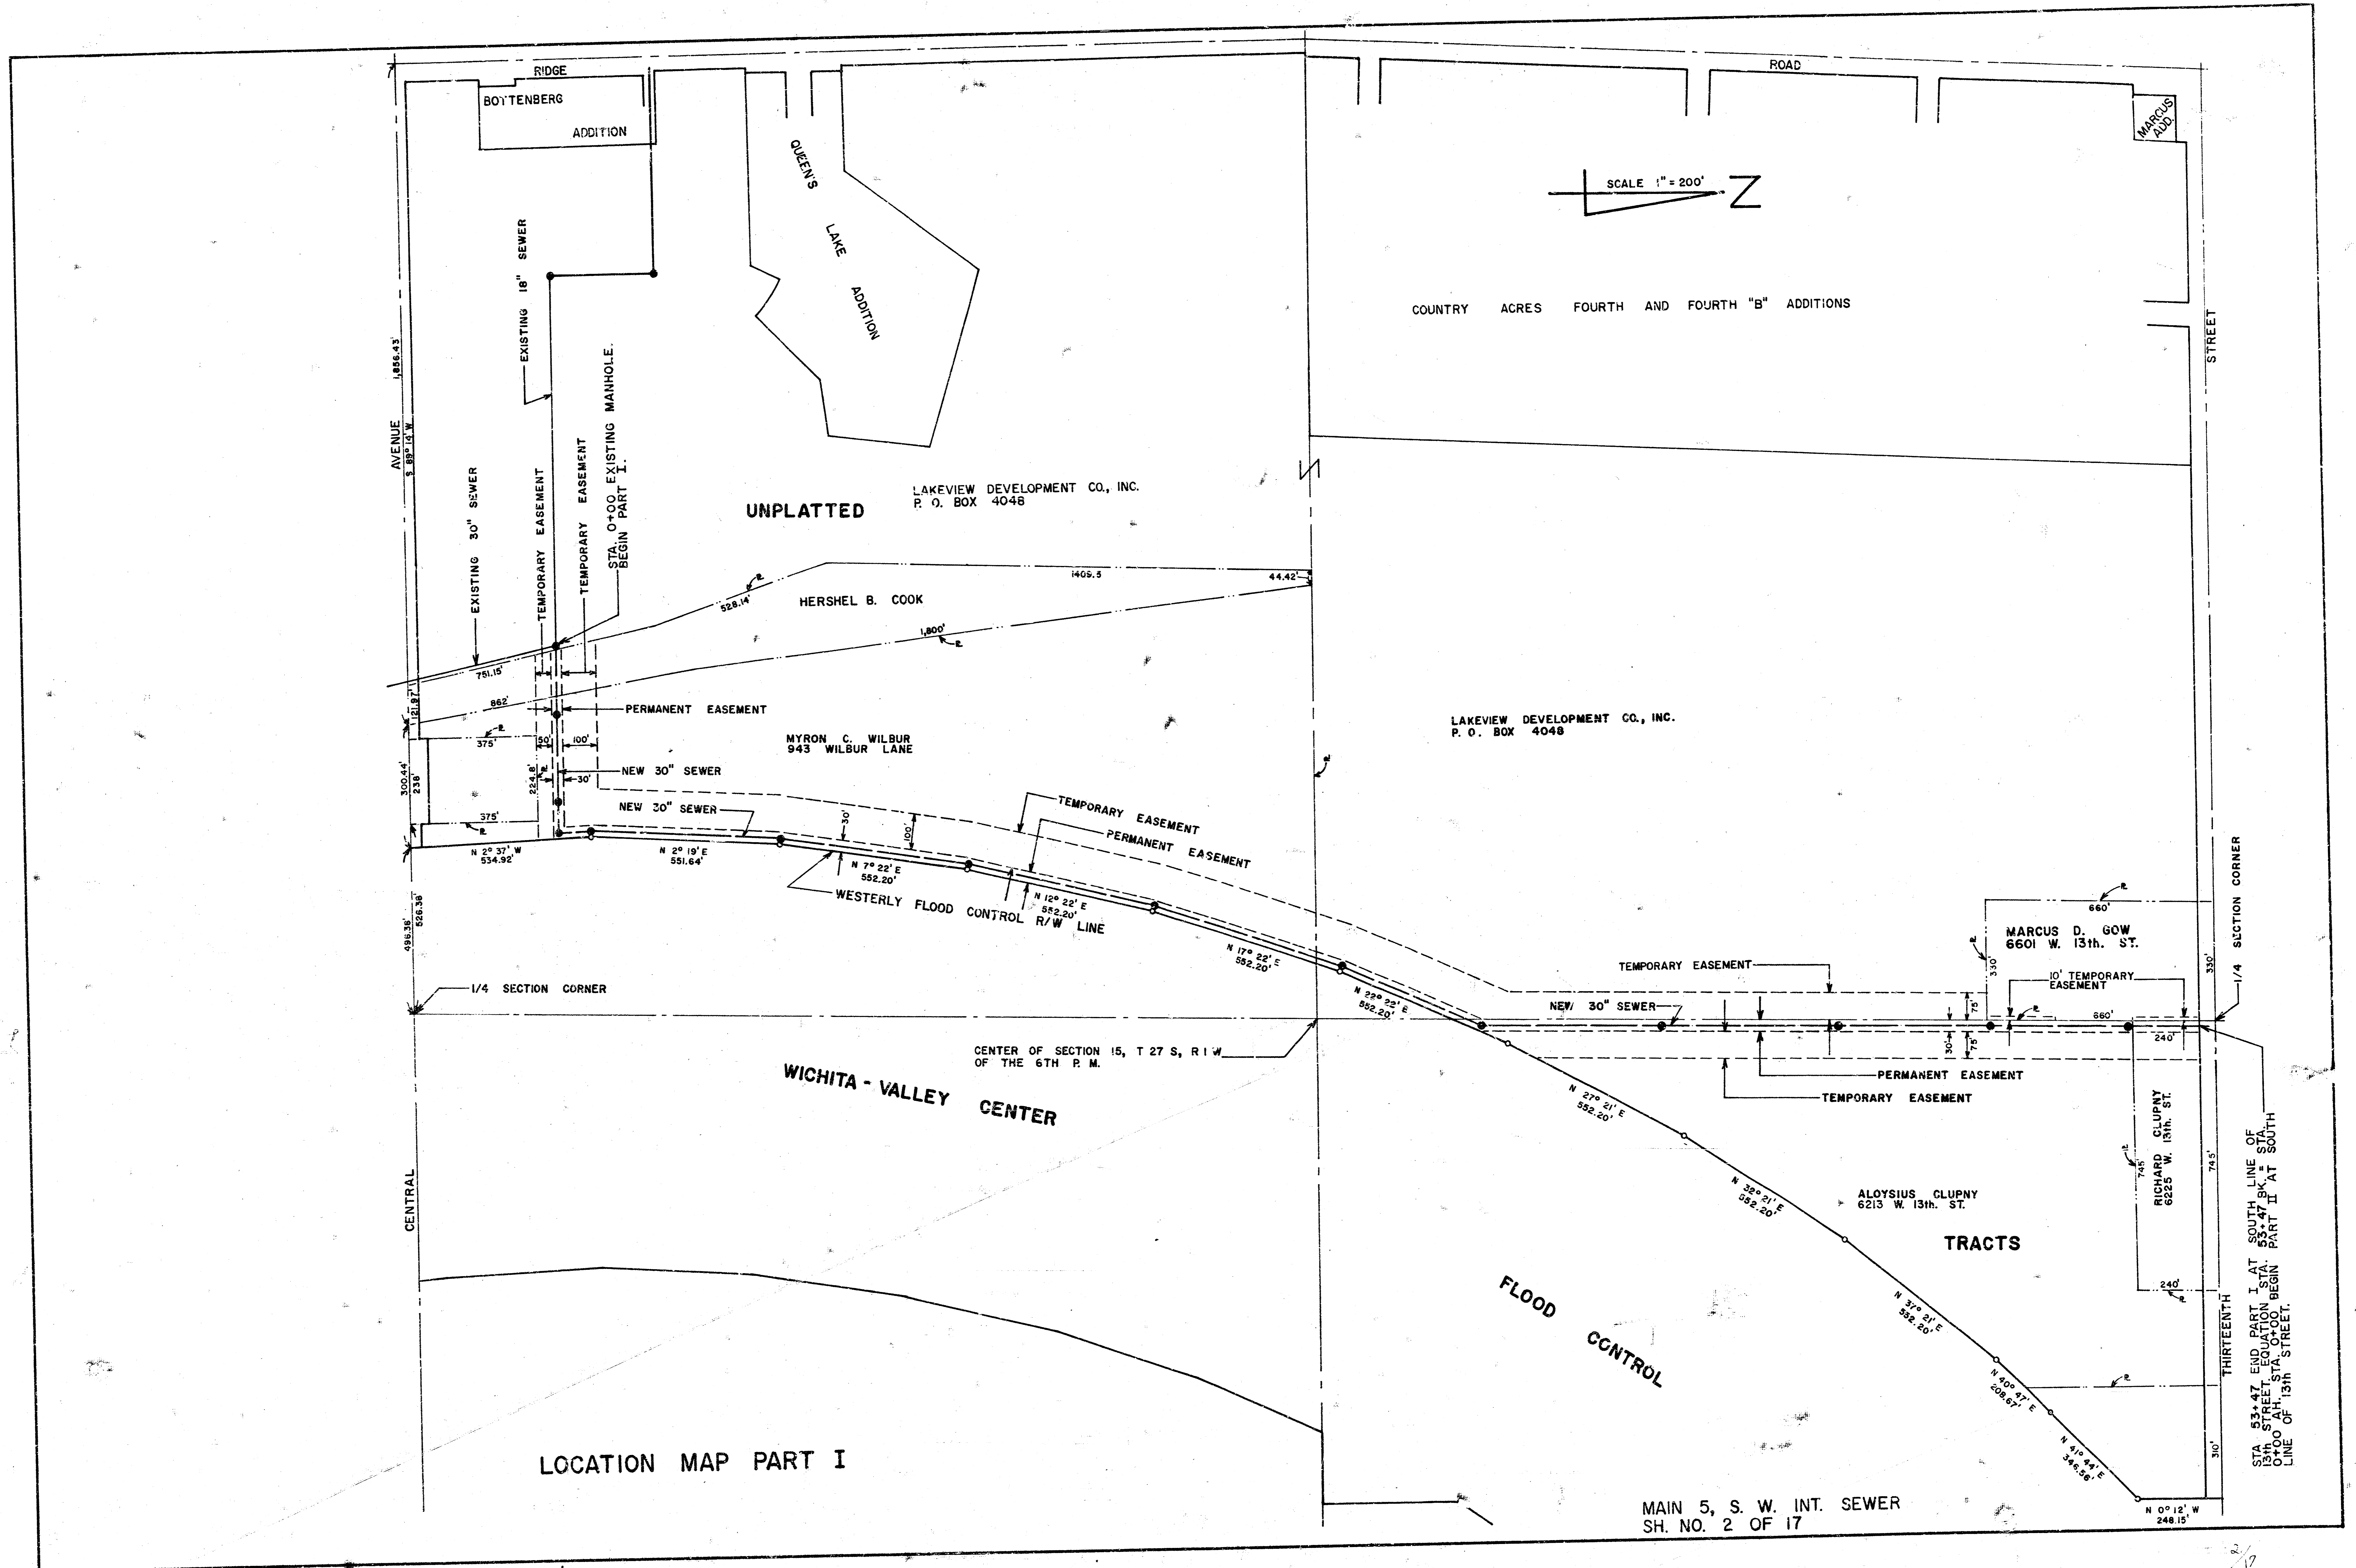 RIDGE
ROAD
BOTTENBERG
ADDITION
QUEEN'S
LAKE
ADDITION
MARCUS
ADD.
SCALE 1" = 200'
Z
COUNTRY ACRES FOURTH AND FOURTH "B" ADDITIONS
STREET
1,856.43'
AVENUE
S 89° 14' W
EXISTING 18" SEWER
EXISTING 30" SEWER
TEMPORARY EASEMENT
TEMPORARY EASEMENT
STA. 0+00 EXISTING MANHOLE.
BEGIN PART I.
UNPLATTED
LAKEVIEW DEVELOPMENT CO., INC.
P. O. BOX 4048
1409.5
44.42'
528.14'
HERSHEL B. COOK
1,800'
751.15'
862'
121.97'
PERMANENT EASEMENT
375'
50'
100'
MYRON C. WILBUR
943 WILBUR LANE
LAKEVIEW DEVELOPMENT CO., INC.
P. O. BOX 4048
300.44'
238'
224.8'
NEW 30" SEWER
30'
NEW 30" SEWER
375'
30'
100'
TEMPORARY EASEMENT
PERMANENT EASEMENT
N 2° 37' W
534.92'
N 2° 19' E
551.64'
N 7° 22' E
552.20'
N 12° 22' E
552.20'
WESTERLY FLOOD CONTROL R/W LINE
N 17° 22' E
552.20'
N 22° 22' E
552.20'
496.38'
526.38'
1/4 SECTION CORNER
1/4 SECTION CORNER
660'
MARCUS D. GOW
6601 W. 13th. ST.
330'
330'
TEMPORARY EASEMENT
10' TEMPORARY
EASEMENT
NEW 30" SEWER
75'
660'
240'
30'
75'
CENTER OF SECTION 15, T 27 S, R 1 W
OF THE 6TH P. M.
PERMANENT EASEMENT
TEMPORARY EASEMENT
WICHITA - VALLEY CENTER
N 27° 21' E
552.20'
N 32° 21' E
552.20'
ALOYSIUS CLUPNY
6213 W. 13th. ST.
RICHARD CLUPNY
6225 W. 13th. ST.
745'
745'
TRACTS
CENTRAL
FLOOD
CONTROL
240'
N 37° 21' E
552.20'
THIRTEENTH
N 40° 47' E
208.67'
N 41° 44' E
346.56'
310'
STA 53+47 END PART I AT SOUTH LINE OF
13th STREET. EQUATION STA. 53+47 BK. = STA.
0+00 AH. STA. 0+00 BEGIN PART II AT SOUTH
LINE OF 13th STREET.
LOCATION MAP PART I
MAIN 5, S. W. INT. SEWER
SH. NO. 2 OF 17
N 0° 12' W
248.15'
2/17